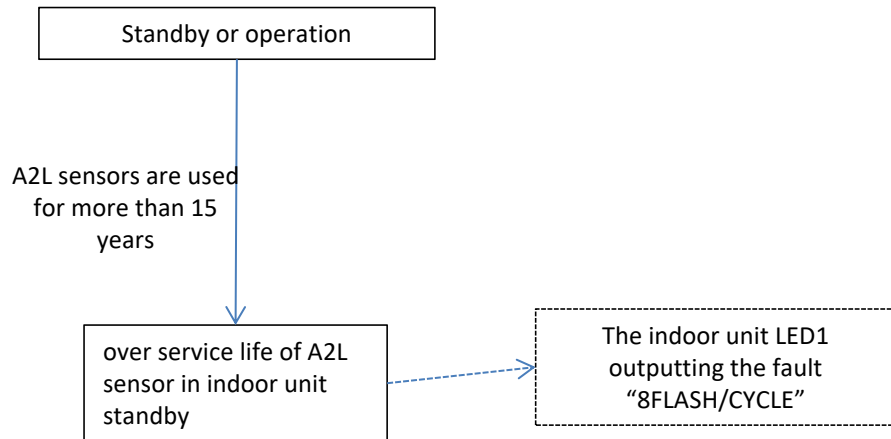 Standby or operation
A2L sensors are used
for more than 15
years
over service life of A2L
sensor in indoor unit
standby
The indoor unit LED1
outputting the fault
“8FLASH/CYCLE”